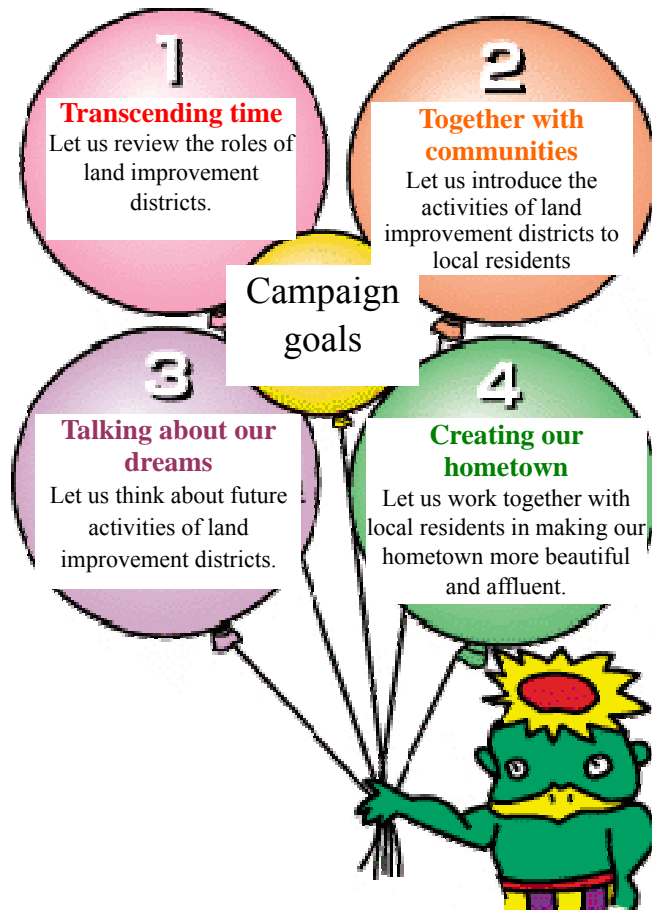 1
Transcending time
Let us review the roles of
land improvement
districts.
2
Together with
communities
Let us introduce the
activities of land
improvement districts to
local residents
Campaign
goals
3
Talking about our
dreams
Let us think about future
activities of land
improvement districts.
4
Creating our
hometown
Let us work together with
local residents in making our
hometown more beautiful
and affluent.